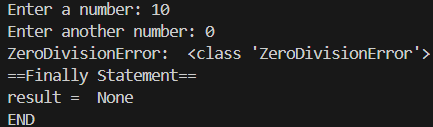 Enter a number: 10
Enter another number: 0
ZeroDivisionError:  <class 'ZeroDivisionError'>
==Finally Statement==
result =  None
END